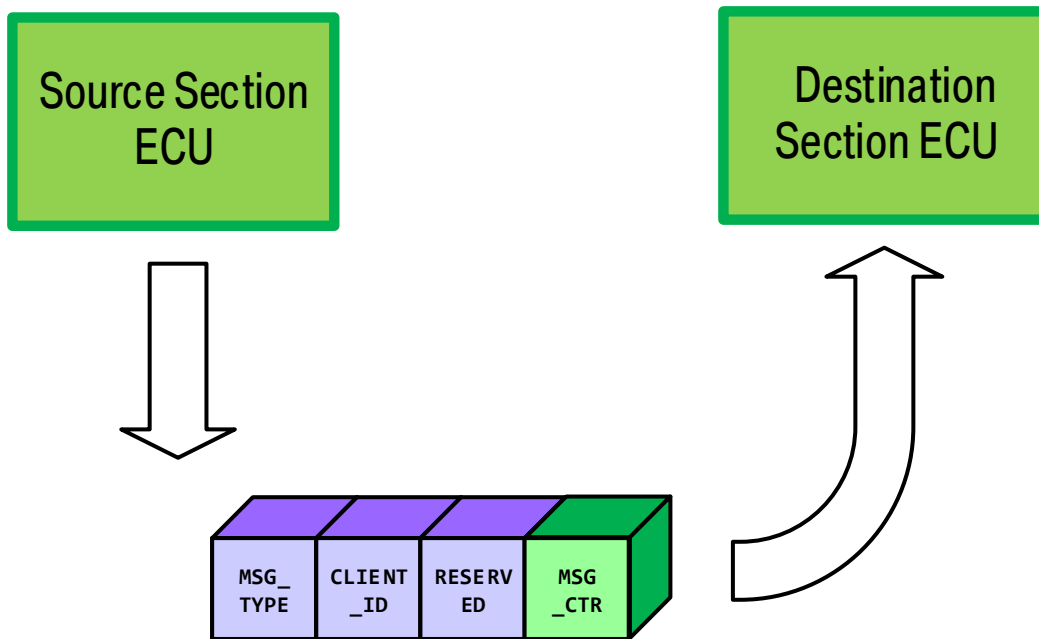 Source Section
ECU
Destination
Section ECU
MSG_
TYPE
CLIENT
_ID
RESERV
ED
MSG
_CTR